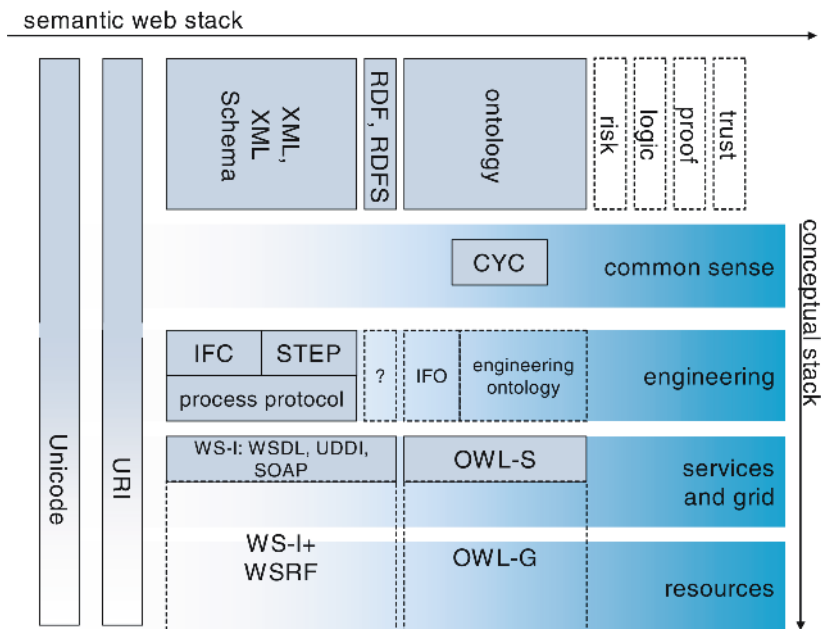 semantic web stack
Unicode
URI
XML,
XML
Schema
RDF, RDFS
ontology
risk
logic
proof
trust
conceptual stack
CYC
common sense
IFC
STEP
process protocol
?
IFO
engineering
ontology
engineering
WS-I: WSDL, UDDI,
SOAP
OWL-S
services
and grid
WS-I+
WSRF
OWL-G
resources